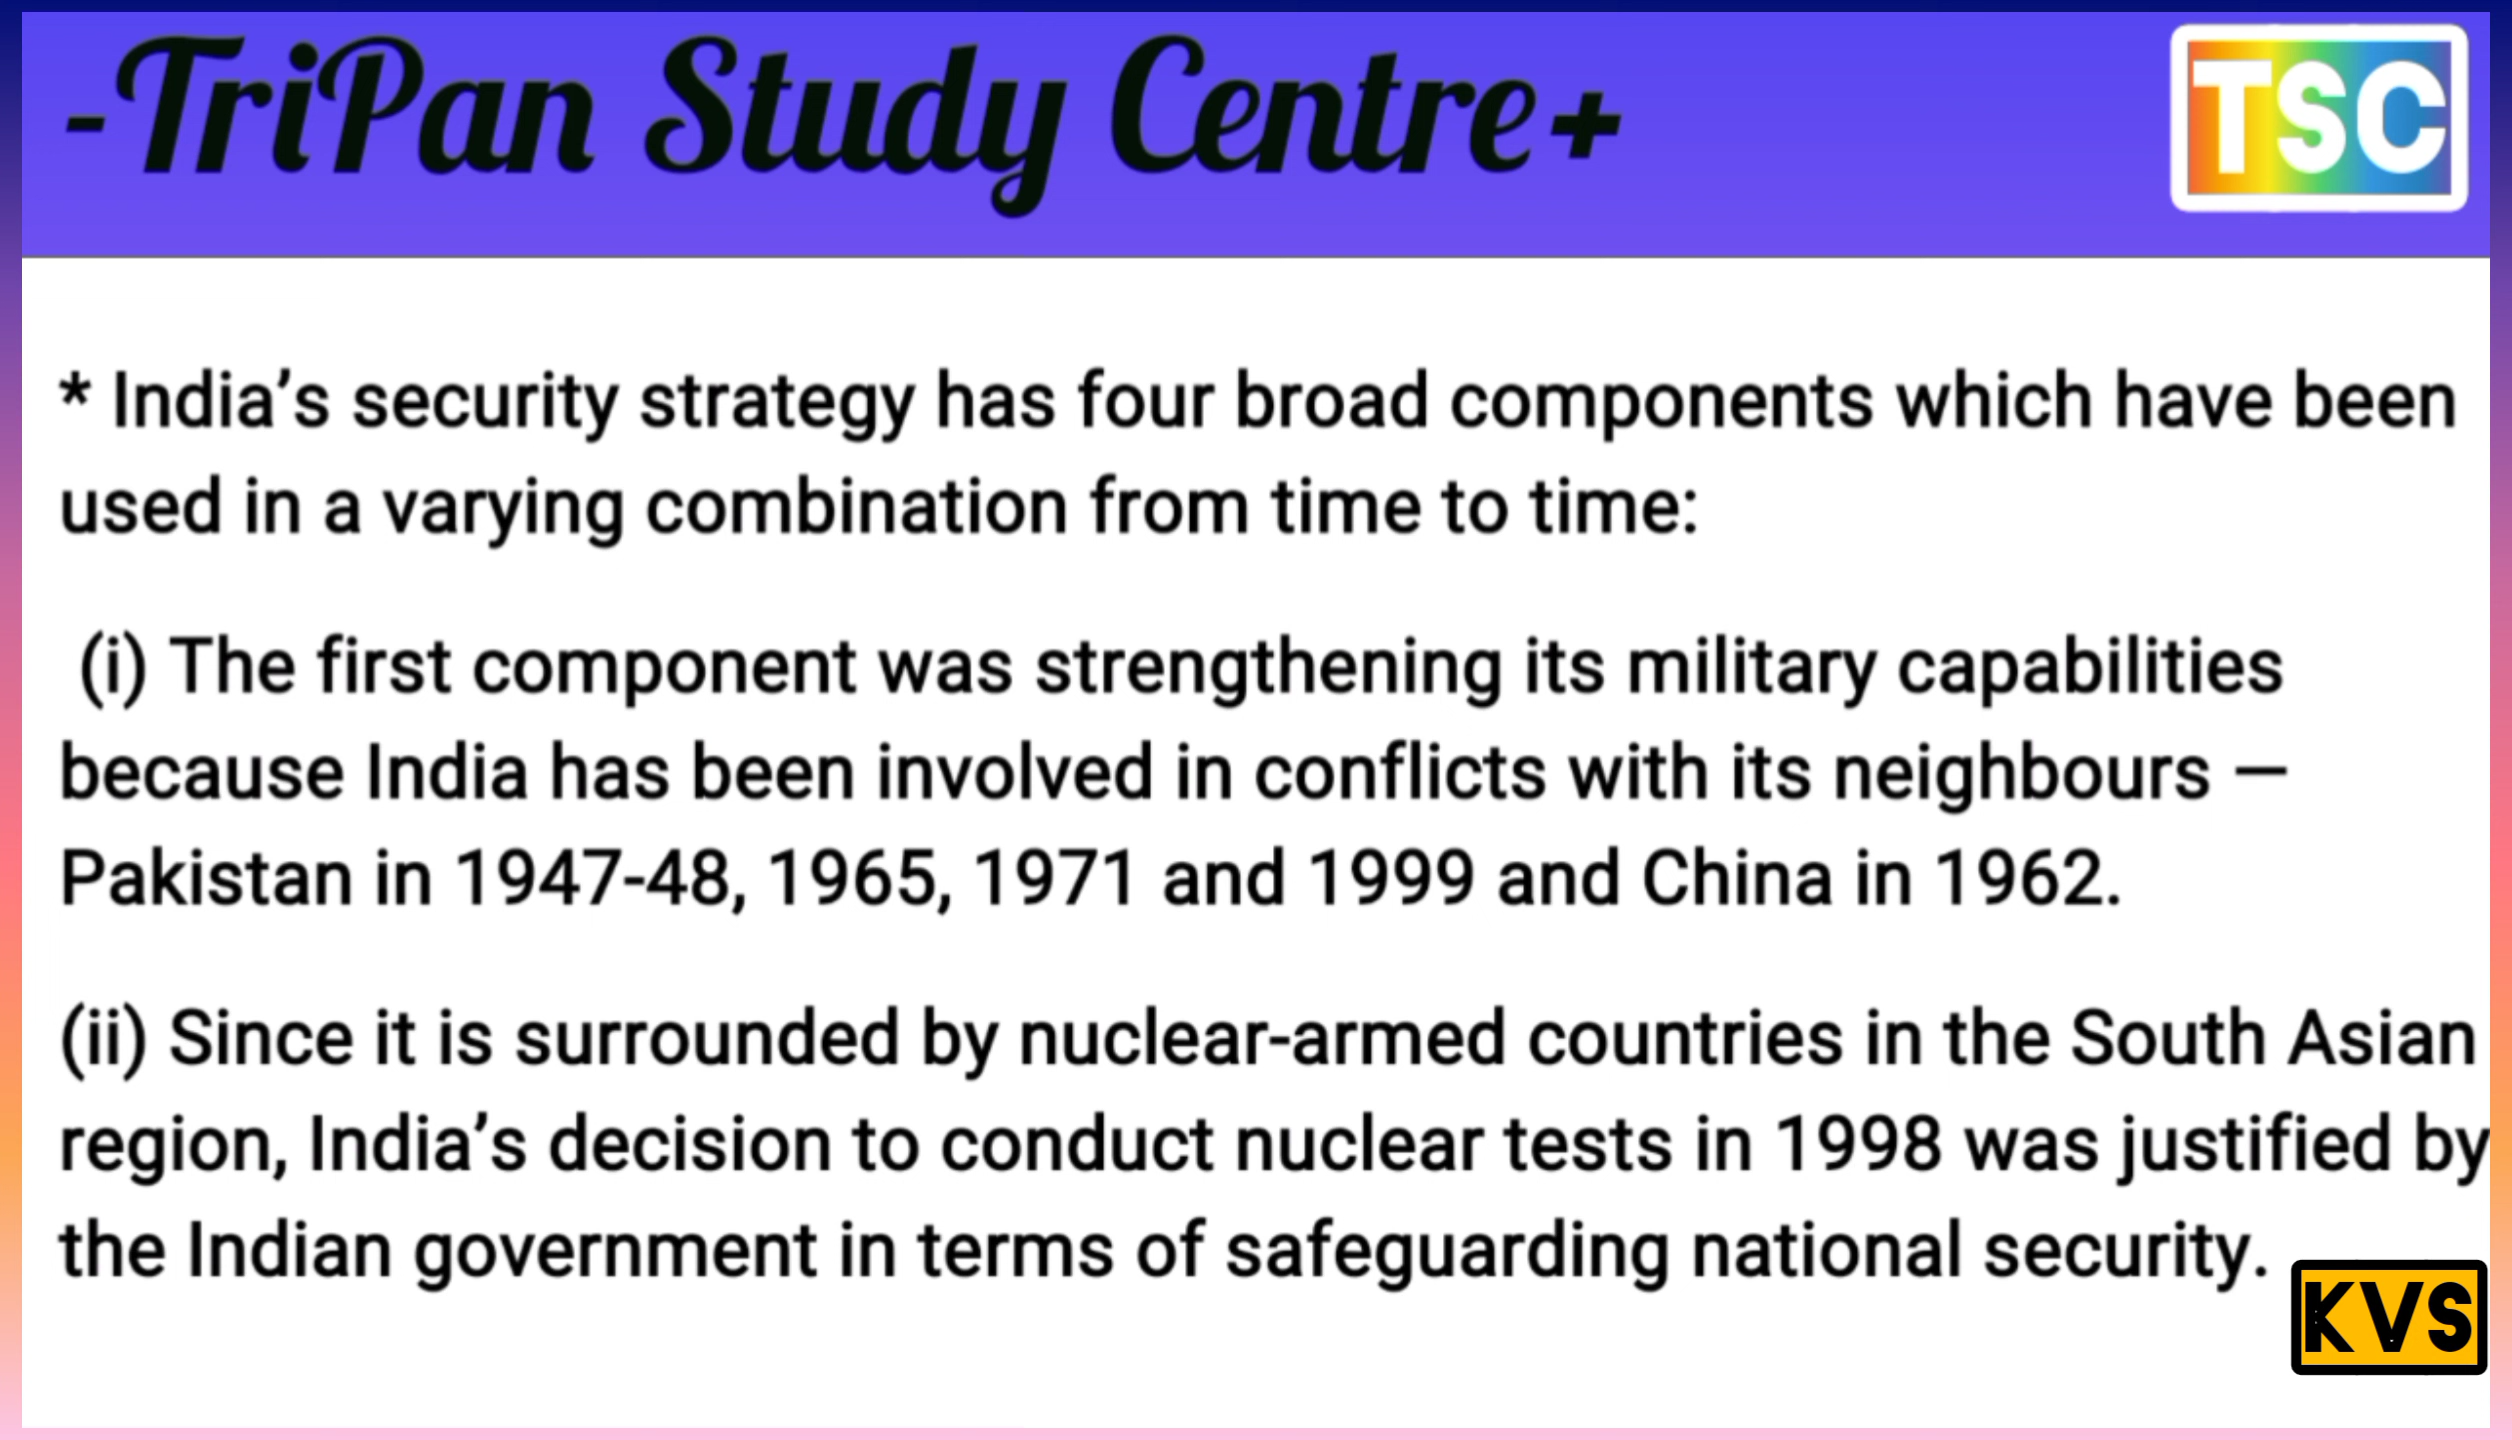 -TriPan Study Centre+
TSC
* India’s security strategy has four broad components which have been
used in a varying combination from time to time:
(i) The first component was strengthening its military capabilities
because India has been involved in conflicts with its neighbours —
Pakistan in 1947-48, 1965, 1971 and 1999 and China in 1962.
(ii) Since it is surrounded by nuclear-armed countries in the South Asian
region, India’s decision to conduct nuclear tests in 1998 was justified by
the Indian government in terms of safeguarding national security.
KVS